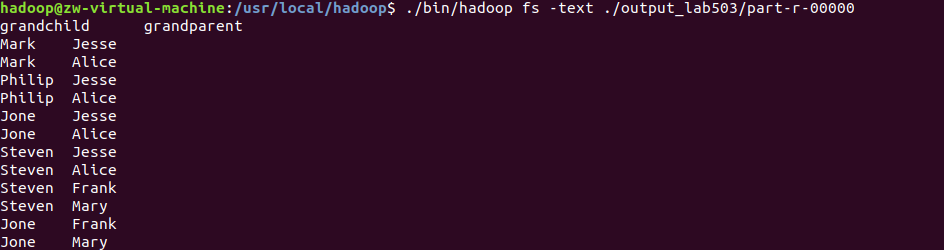 hadoop@zw-virtual-machine:/usr/local/hadoop$ ./bin/hadoop fs -text ./output_lab503/part-r-00000
grandchild      grandparent
Mark    Jesse
Mark    Alice
Philip  Jesse
Philip  Alice
Jone    Jesse
Jone    Alice
Steven  Jesse
Steven  Alice
Steven  Frank
Steven  Mary
Jone    Frank
Jone    Mary